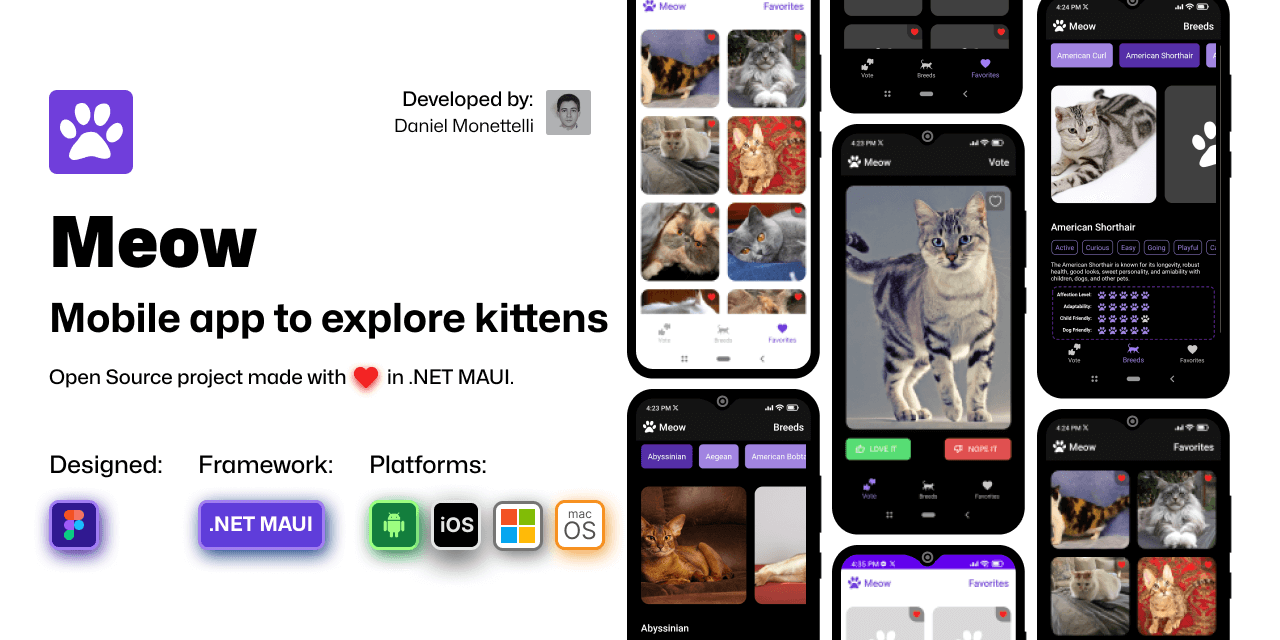 Developed by:
Daniel Monettelli
Meow
Mobile app to explore kittens
Open Source project made with
in .NET MAUI.
Designed:
Framework:
Platforms:
.NET MAUI
iOS
mac
OS
Meow
Favorites
Vote
Breeds
Favorites
4:23 PM
Meow
Breeds
Abyssinian
Aegean
American Bobta
Abyssinian
Vote
Breeds
Favorites
4:23 PM
Meow
Vote
LOVE IT
NOPE IT
Vote
Breeds
Favorites
4:35 PM
Meow
Favorites
4:24 PM
Meow
Breeds
American Curl
American Shorthair
American Shorthair
Active
Curious
Easy
Going
Playful
The American Shorthair is known for its longevity, robust
health, good looks, sweet personality, and amiability with
children, dogs, and other pets.
Affection Level:
Adaptability:
Child Friendly:
Dog Friendly:
Vote
Breeds
Favorites
4:24 PM
Meow
Favorites